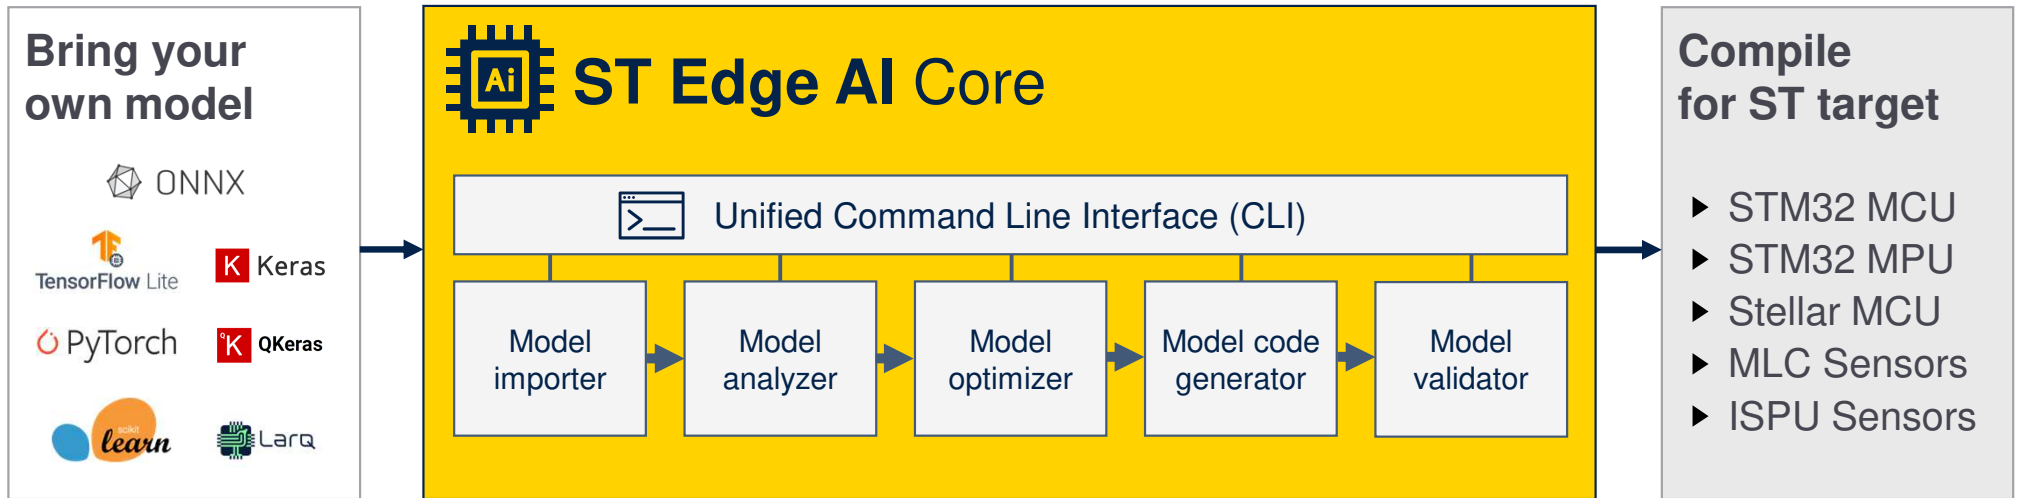 Bring your
own model
ONNX
TensorFlow Lite
K Keras
PyTorch
QK QKeras
scikit
learn
Larq
Ai ST Edge AI Core
>_ Unified Command Line Interface (CLI)
Model
importer
Model
analyzer
Model
optimizer
Model code
generator
Model
validator
Compile
for ST target
STM32 MCU
STM32 MPU
Stellar MCU
MLC Sensors
ISPU Sensors